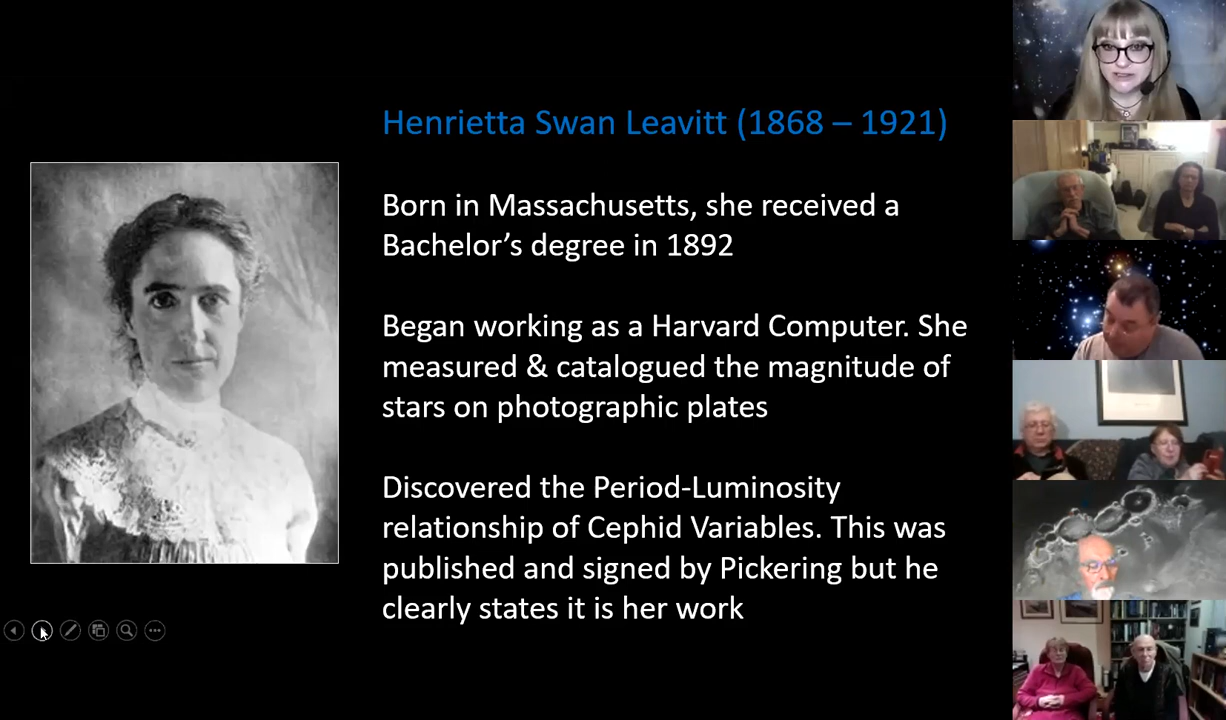 Henrietta Swan Leavitt (1868 – 1921)
Born in Massachusetts, she received a
Bachelor’s degree in 1892
Began working as a Harvard Computer. She
measured & catalogued the magnitude of
stars on photographic plates
Discovered the Period-Luminosity
relationship of Cephid Variables. This was
published and signed by Pickering but he
clearly states it is her work